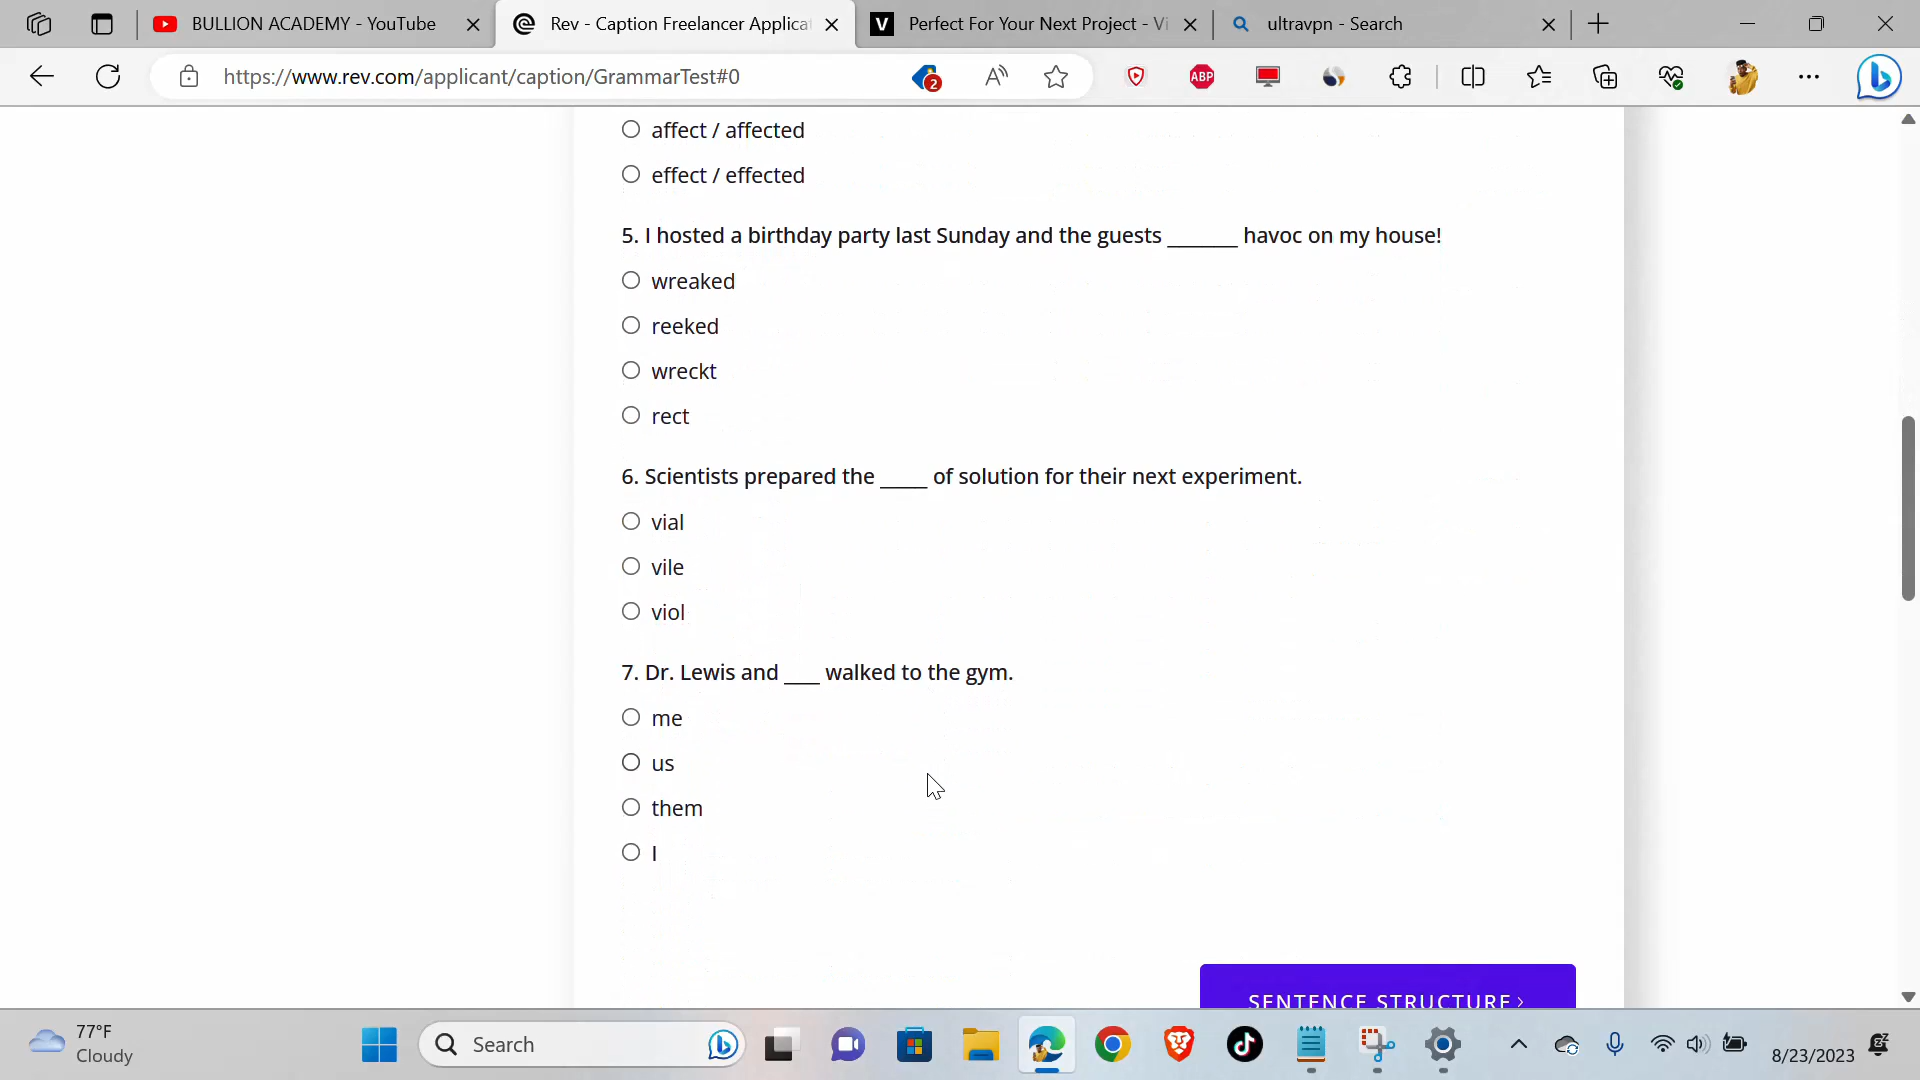 BULLION ACADEMY - YouTube
Rev - Caption Freelancer Applica
Perfect For Your Next Project - Vi
ultravpn - Search
https://www.rev.com/applicant/caption/GrammarTest#0
2
ABP
affect / affected
effect / effected
5. I hosted a birthday party last Sunday and the guests _______ havoc on my house!
wreaked
reeked
wreckt
rect
6. Scientists prepared the _____ of solution for their next experiment.
vial
vile
viol
7. Dr. Lewis and ____ walked to the gym.
me
us
them
I
SENTENCE STRUCTURE ›
77°F
Cloudy
Search
8/23/2023